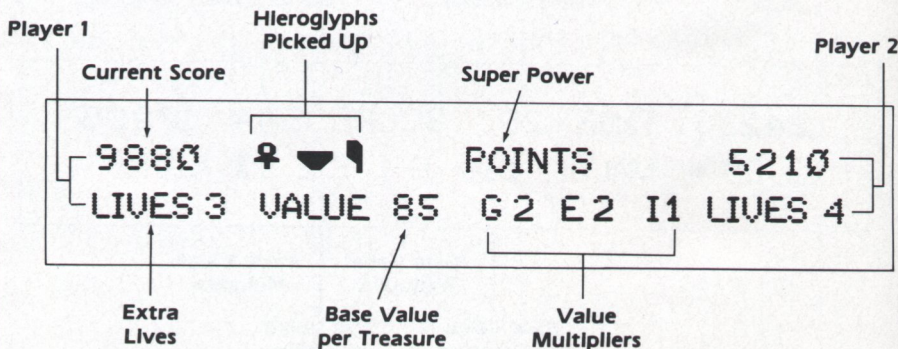 Hieroglyphs
Picked Up
Player 1
Player 2
Current Score
Super Power
9880 POINTS 5210
LIVES 3 VALUE 85 G 2 E 2 I1 LIVES 4
Extra
Lives
Base Value
per Treasure
Value
Multipliers